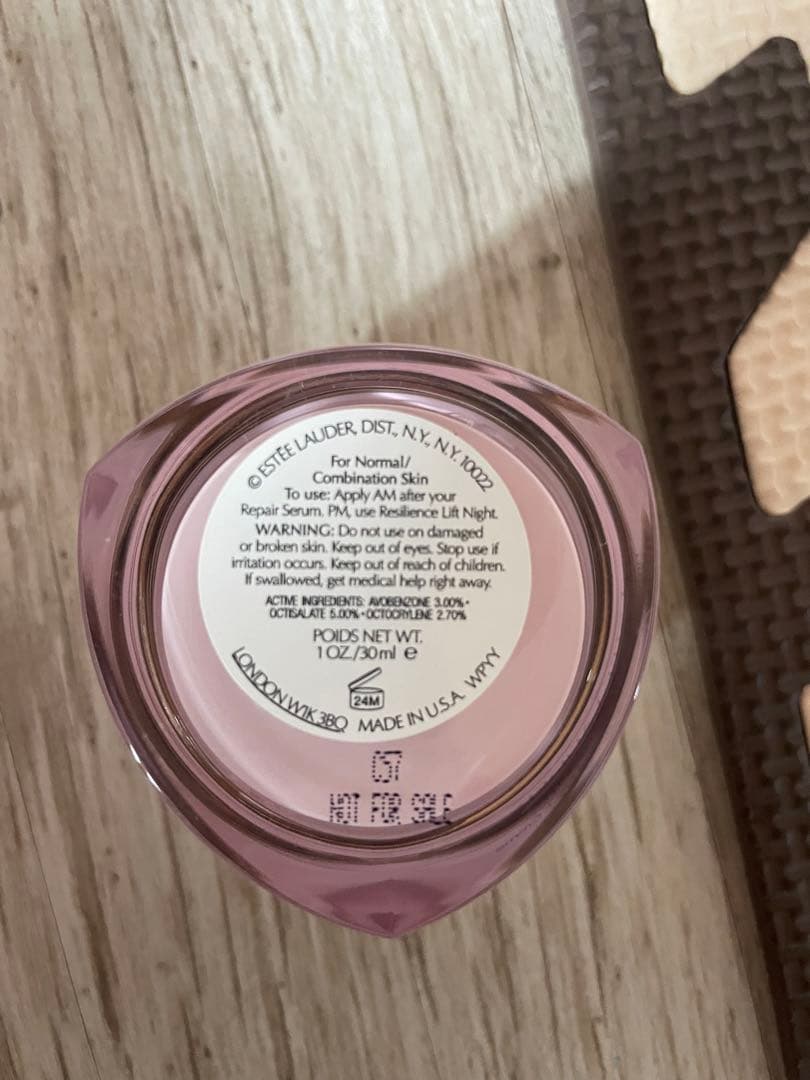 © ESTĒE LAUDER, DIST., N.Y., N.Y. 10022
For Normal/
Combination Skin
To use: Apply AM after your
Repair Serum. PM, use Resilience Lift Night.
WARNING: Do not use on damaged
or broken skin. Keep out of eyes. Stop use if
irritation occurs. Keep out of reach of children.
If swallowed, get medical help right away.
ACTIVE INGREDIENTS: AVOBENZONE 3.00%•
OCTISALATE 5.00%•OCTOCRYLENE 2.70%
POIDS NET WT.
1 OZ./30ml ℮
24M
LONDON W1K 3BQ MADE IN U.S.A. WPYY
C57
NOT FOR SALE